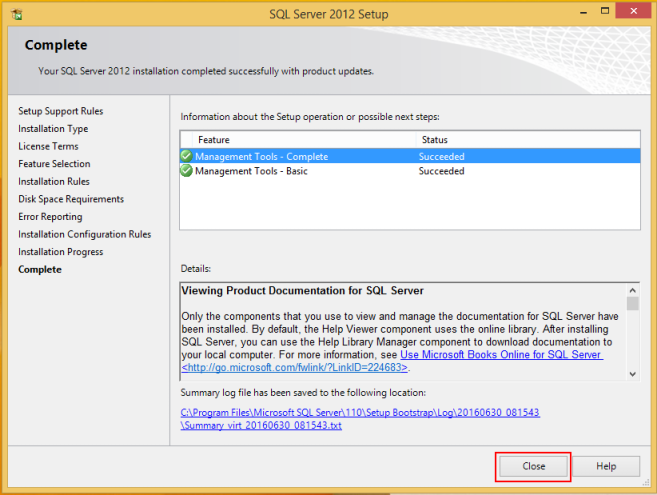 SQL Server 2012 Setup
Complete
Your SQL Server 2012 installation completed successfully with product updates.
Setup Support Rules
Installation Type
License Terms
Feature Selection
Installation Rules
Disk Space Requirements
Error Reporting
Installation Configuration Rules
Installation Progress
Complete
Information about the Setup operation or possible next steps:
Feature Status
Management Tools - Complete Succeeded
Management Tools - Basic Succeeded
Details:
Viewing Product Documentation for SQL Server
Only the components that you use to view and manage the documentation for SQL Server have
been installed. By default, the Help Viewer component uses the online library. After installing
SQL Server, you can use the Help Library Manager component to download documentation to
your local computer. For more information, see Use Microsoft Books Online for SQL Server
<http://go.microsoft.com/fwlink/?LinkID=224683>.
Summary log file has been saved to the following location:
C:\Program Files\Microsoft SQL Server\110\Setup Bootstrap\Log\20160630_081543
\Summary_virt_20160630_081543.txt
Close Help